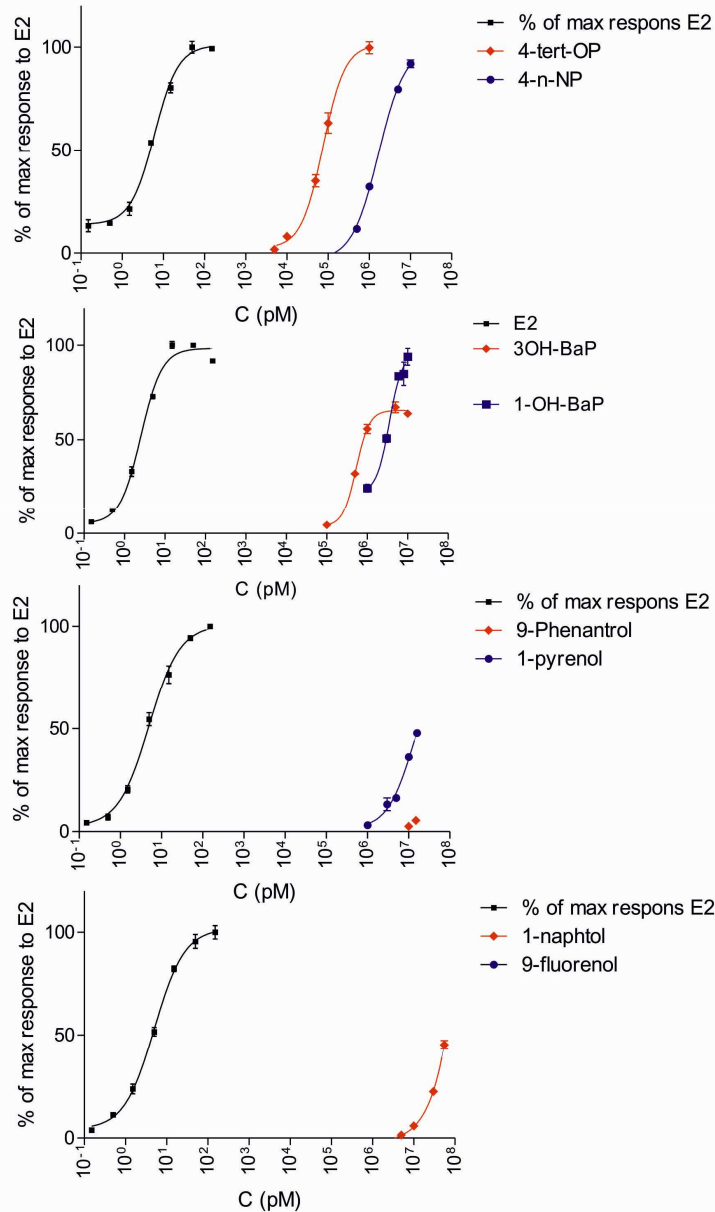 % of max respons E2
4-tert-OP
4-n-NP
% of max response to E2
100
50
0
10-1 100 101 102 103 104 105 106 107 108
C (pM)
E2
3OH-BaP
1-OH-BaP
% of max response to E2
100
50
0
10-1 100 101 102 103 104 105 106 107 108
C (pM)
% of max respons E2
9-Phenantrol
1-pyrenol
% of max response to E2
100
50
0
10-1 100 101 102 103 104 105 106 107 108
C (pM)
% of max respons E2
1-naphtol
9-fluorenol
% of max response to E2
100
50
0
10-1 100 101 102 103 104 105 106 107 108
C (pM)